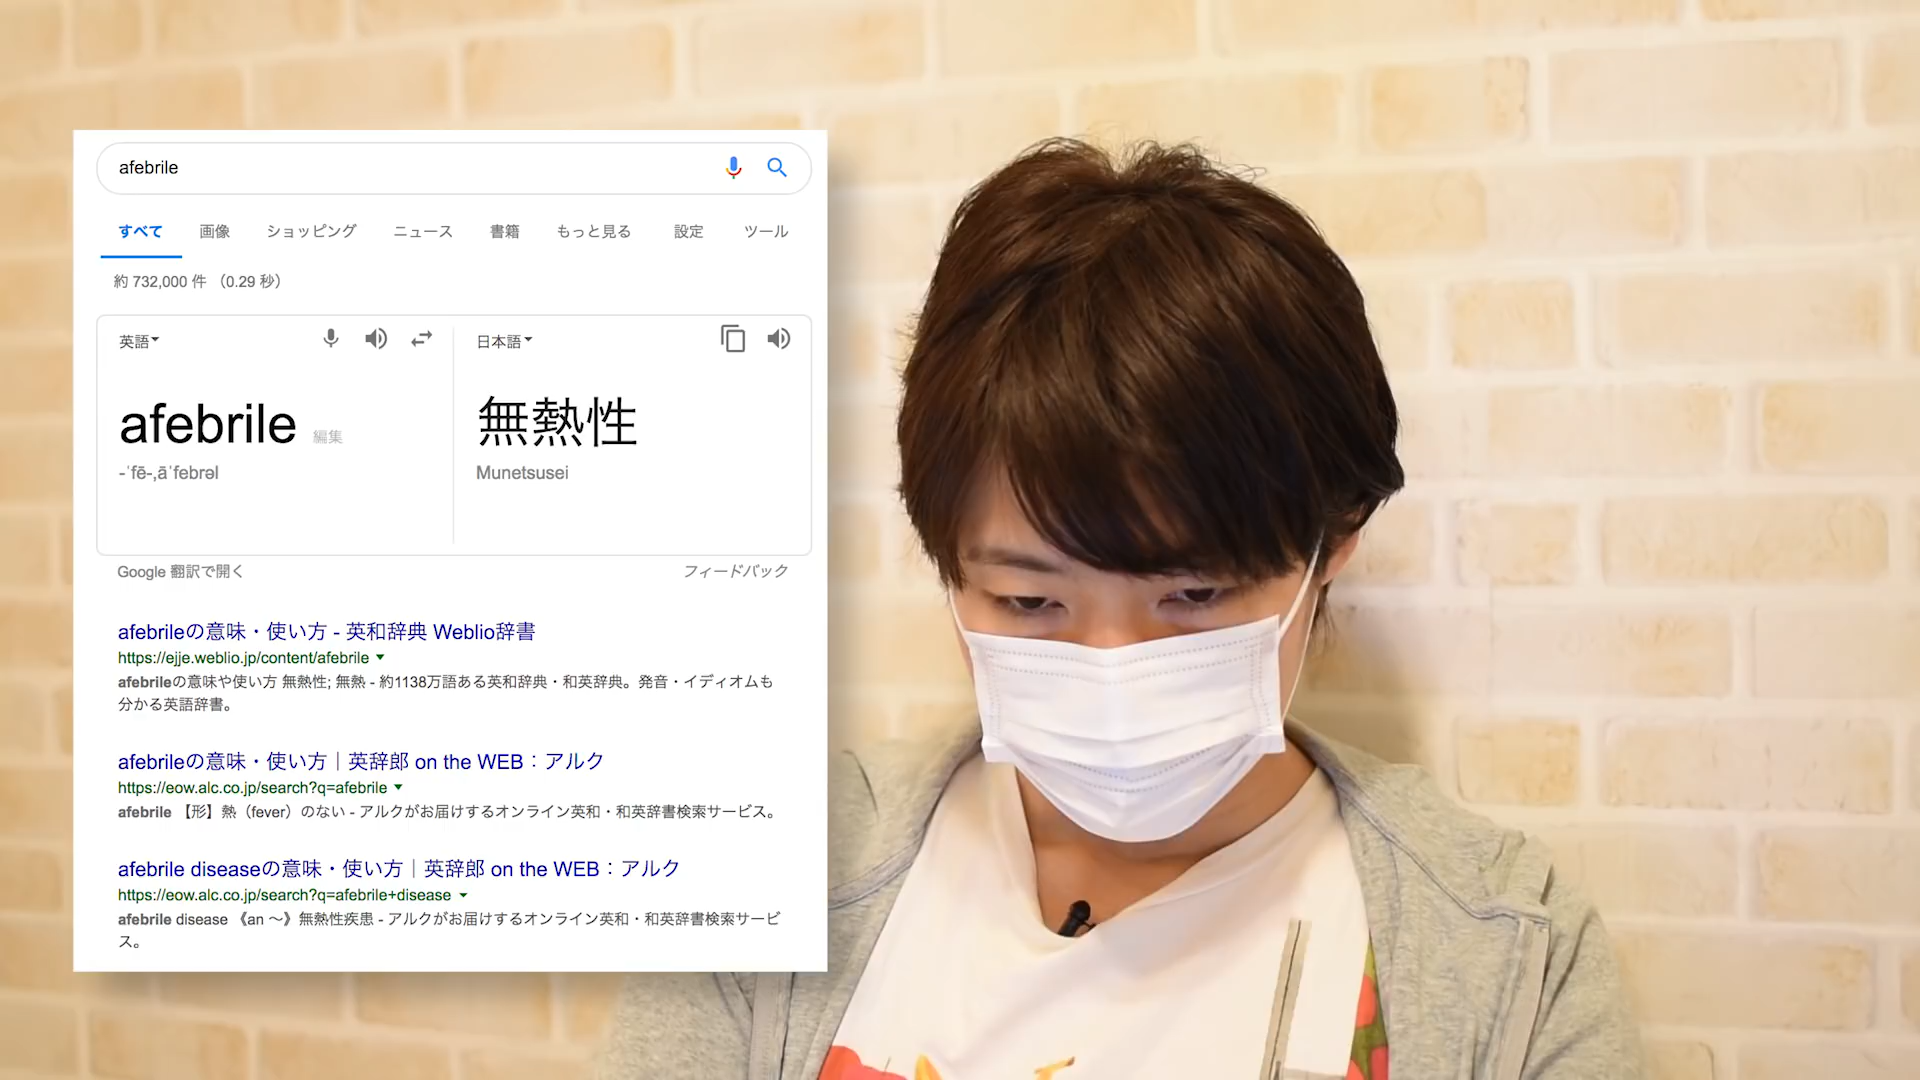 afebrile
すべて 画像 ショッピング ニュース 書籍 もっと見る 設定 ツール
約 732,000 件 （0.29 秒）
英語 日本語
afebrile 編集 無熱性
-ˈfē-,āˈfebrəl Munetsusei
Google 翻訳で開く フィードバック
afebrileの意味・使い方 - 英和辞典 Weblio辞書
https://ejje.weblio.jp/content/afebrile
afebrileの意味や使い方 無熱性; 無熱 - 約1138万語ある英和辞典・和英辞典。発音・イディオムも
分かる英語辞書。
afebrileの意味・使い方｜英辞郎 on the WEB：アルク
https://eow.alc.co.jp/search?q=afebrile
afebrile 【形】熱（fever）のない - アルクがお届けするオンライン英和・和英辞書検索サービス。
afebrile diseaseの意味・使い方｜英辞郎 on the WEB：アルク
https://eow.alc.co.jp/search?q=afebrile+disease
afebrile disease 《an ～》無熱性疾患 - アルクがお届けするオンライン英和・和英辞書検索サービ
ス。